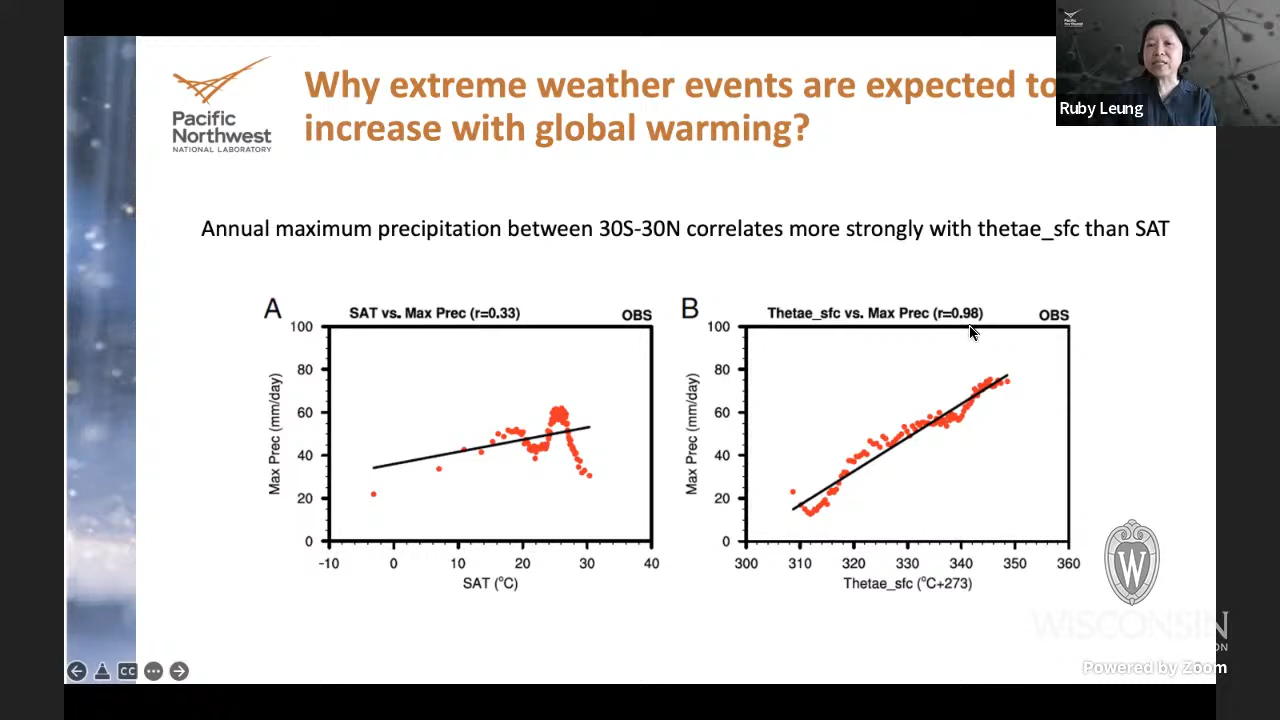 Pacific
Northwest
NATIONAL LABORATORY
Why extreme weather events are expected to
increase with global warming?
Pacific
Northwest
Ruby Leung
Annual maximum precipitation between 30S-30N correlates more strongly with thetae_sfc than SAT
A
SAT vs. Max Prec (r=0.33)
OBS
100
80
60
40
20
0
Max Prec (mm/day)
-10
0
10
20
30
40
SAT (°C)
B
Thetae_sfc vs. Max Prec (r=0.98)
OBS
100
80
60
40
20
0
Max Prec (mm/day)
300
310
320
330
340
350
360
Thetae_sfc (°C+273)
W
WISCONSIN
Powered by Zoom
CC